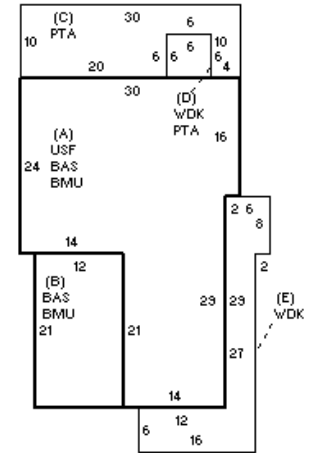 (C) 30 6
10 PTA 6 10
6 6 6
20 4
30 (D)
(A) WDK
USF PTA
BAS 16
24 BMU
2 6
8
14
12 2
(B)
BAS 29 29 (E)
BMU WDK
21 21
27
14
12
6
16